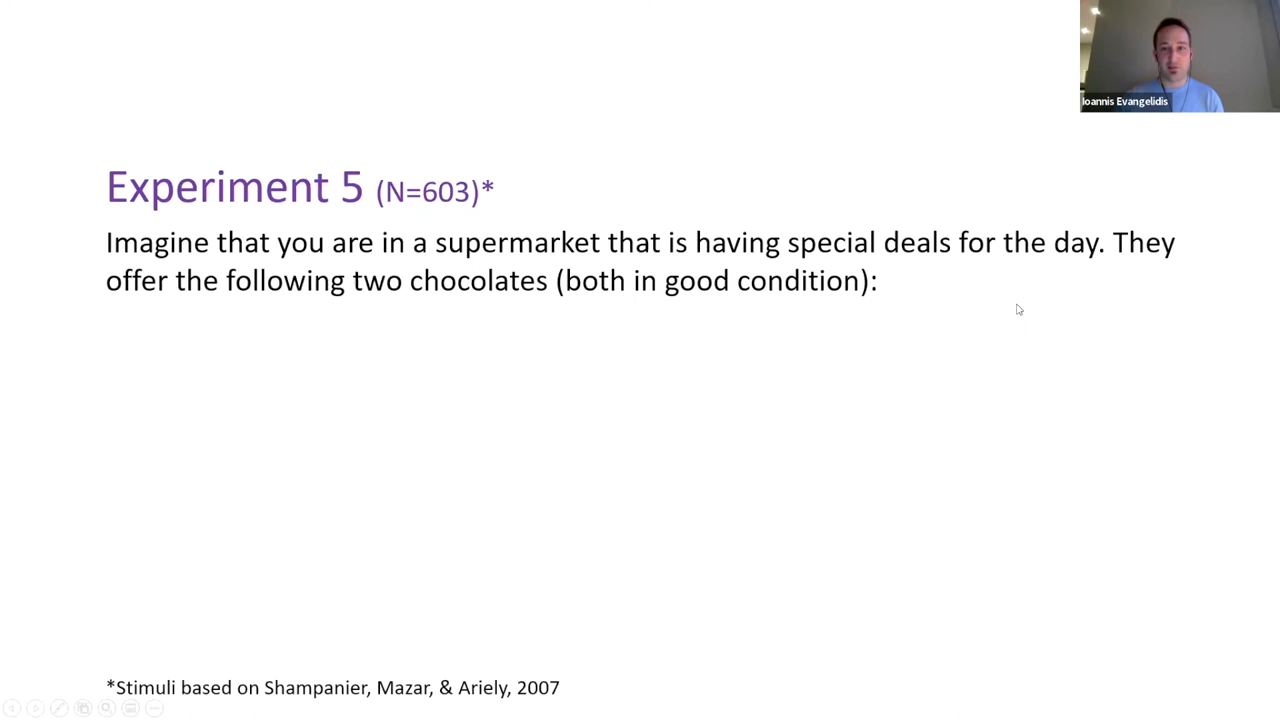 Ioannis Evangelidis
Experiment 5 (N=603)*
Imagine that you are in a supermarket that is having special deals for the day. They
offer the following two chocolates (both in good condition):
*Stimuli based on Shampanier, Mazar, & Ariely, 2007